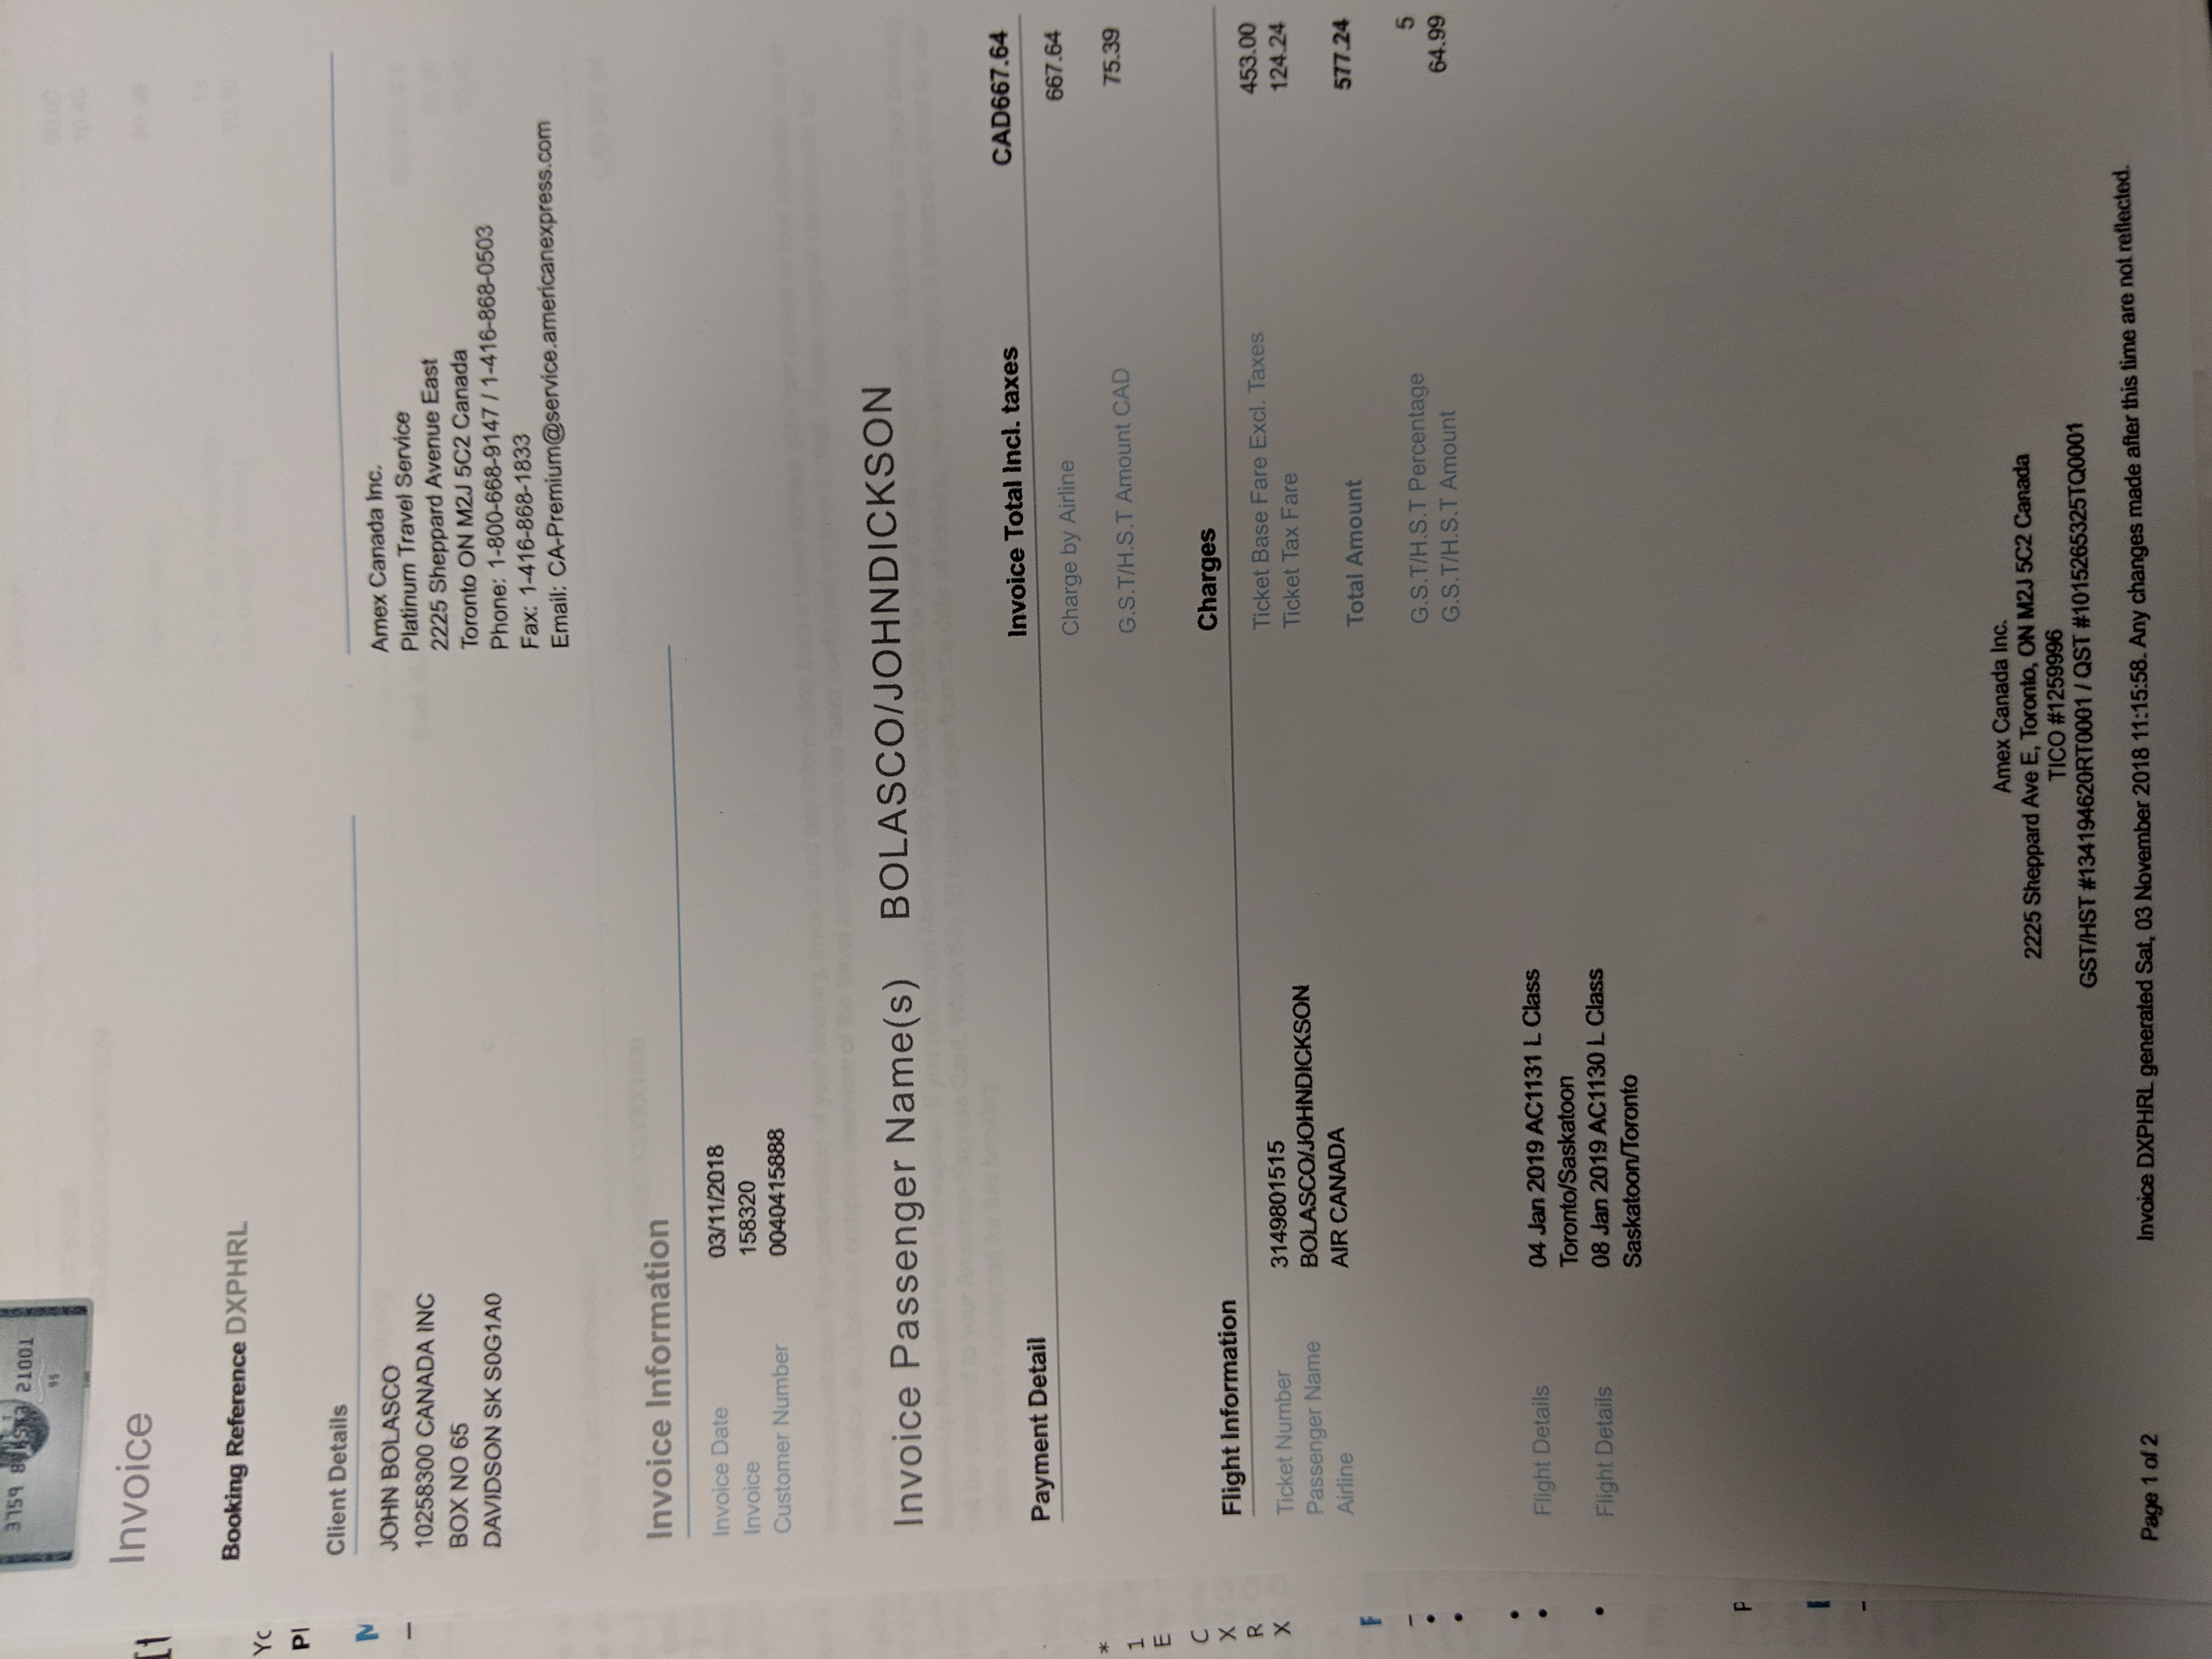 21001
Invoice
Booking Reference DXPHRL
Client Details
JOHN BOLASCO
10258300 CANADA INC
BOX NO 65
DAVIDSON SK S0G1A0
Amex Canada Inc.
Platinum Travel Service
2225 Sheppard Avenue East
Toronto ON M2J 5C2 Canada
Phone: 1-800-668-9147 / 1-416-868-0503
Fax: 1-416-868-1833
Email: CA-Premium@service.americanexpress.com
Invoice Information
Invoice Date 03/11/2018
Invoice 158320
Customer Number 0040415888
Invoice Passenger Name(s) BOLASCO/JOHNDICKSON
Payment Detail
Invoice Total Incl. taxes CAD667.64
Charge by Airline 667.64
G.S.T/H.S.T Amount CAD 75.39
Flight Information
Ticket Number 3149801515
Passenger Name BOLASCO/JOHNDICKSON
Airline AIR CANADA
Charges
Ticket Base Fare Excl. Taxes 453.00
Ticket Tax Fare 124.24
Total Amount 577.24
G.S.T/H.S.T Percentage 5
G.S.T/H.S.T Amount 64.99
Flight Details 04 Jan 2019 AC1131 L Class
Toronto/Saskatoon
Flight Details 08 Jan 2019 AC1130 L Class
Saskatoon/Toronto
Amex Canada Inc.
2225 Sheppard Ave E, Toronto, ON M2J 5C2 Canada
TICO #1259996
GST/HST #134194620RT0001 / QST #1015265325TQ0001
Page 1 of 2
Invoice DXPHRL generated Sat, 03 November 2018 11:15:58. Any changes made after this time are not reflected.